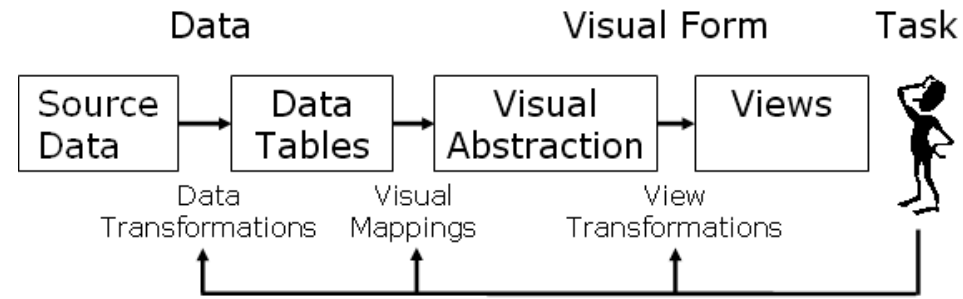 Data
Visual Form
Task
Source
Data
Data
Tables
Visual
Abstraction
Views
Data
Transformations
Visual
Mappings
View
Transformations